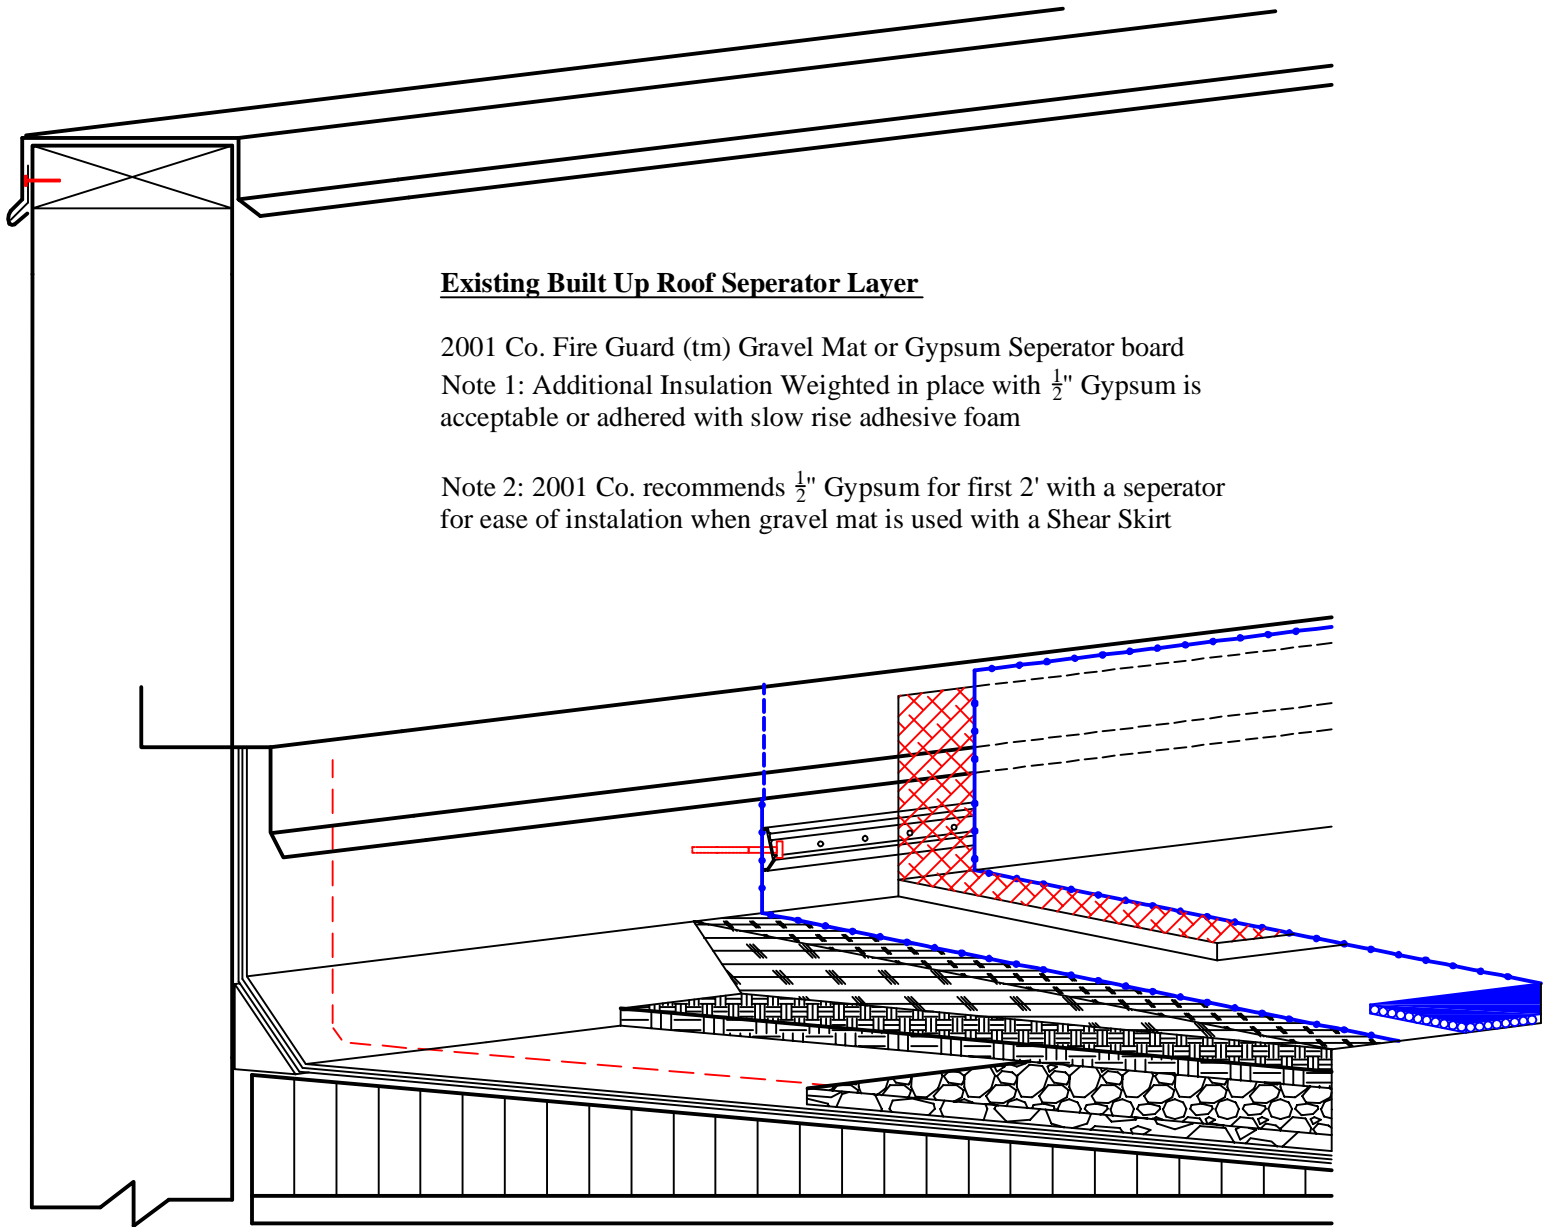 Existing Built Up Roof Seperator Layer
2001 Co. Fire Guard (tm) Gravel Mat or Gypsum Seperator board
Note 1: Additional Insulation Weighted in place with ½" Gypsum is
acceptable or adhered with slow rise adhesive foam
Note 2: 2001 Co. recommends ½" Gypsum for first 2' with a seperator
for ease of instalation when gravel mat is used with a Shear Skirt